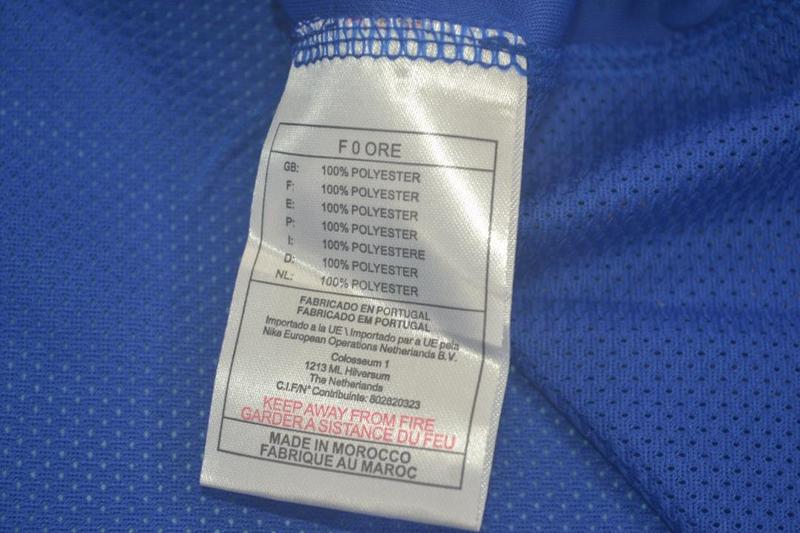 F 0 ORE
GB: 100% POLYESTER
F: 100% POLYESTER
E: 100% POLYESTER
P: 100% POLYESTER
I: 100% POLYESTERE
D: 100% POLYESTER
NL: 100% POLYESTER
FABRICADO EN PORTUGAL
FABRICADO EM PORTUGAL
Importado a la UE \ Importado par a UE pela
Nike European Operations Netherlands B.V.
Colosseum 1
1213 ML Hilversum
The Netherlands
C.I.F/N° Contribuinte: 802820323
KEEP AWAY FROM FIRE
GARDER A SISTANCE DU FEU
MADE IN MOROCCO
FABRIQUE AU MAROC